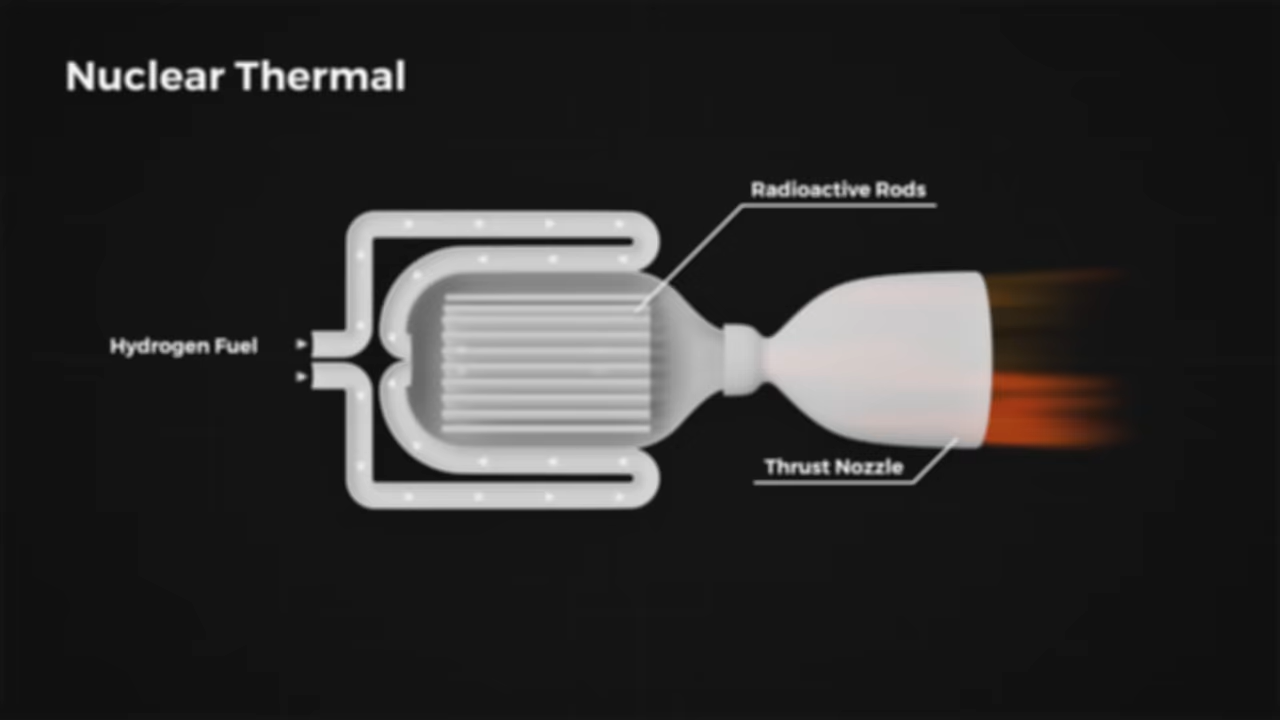 Nuclear Thermal
Radioactive Rods
Hydrogen Fuel
Thrust Nozzle